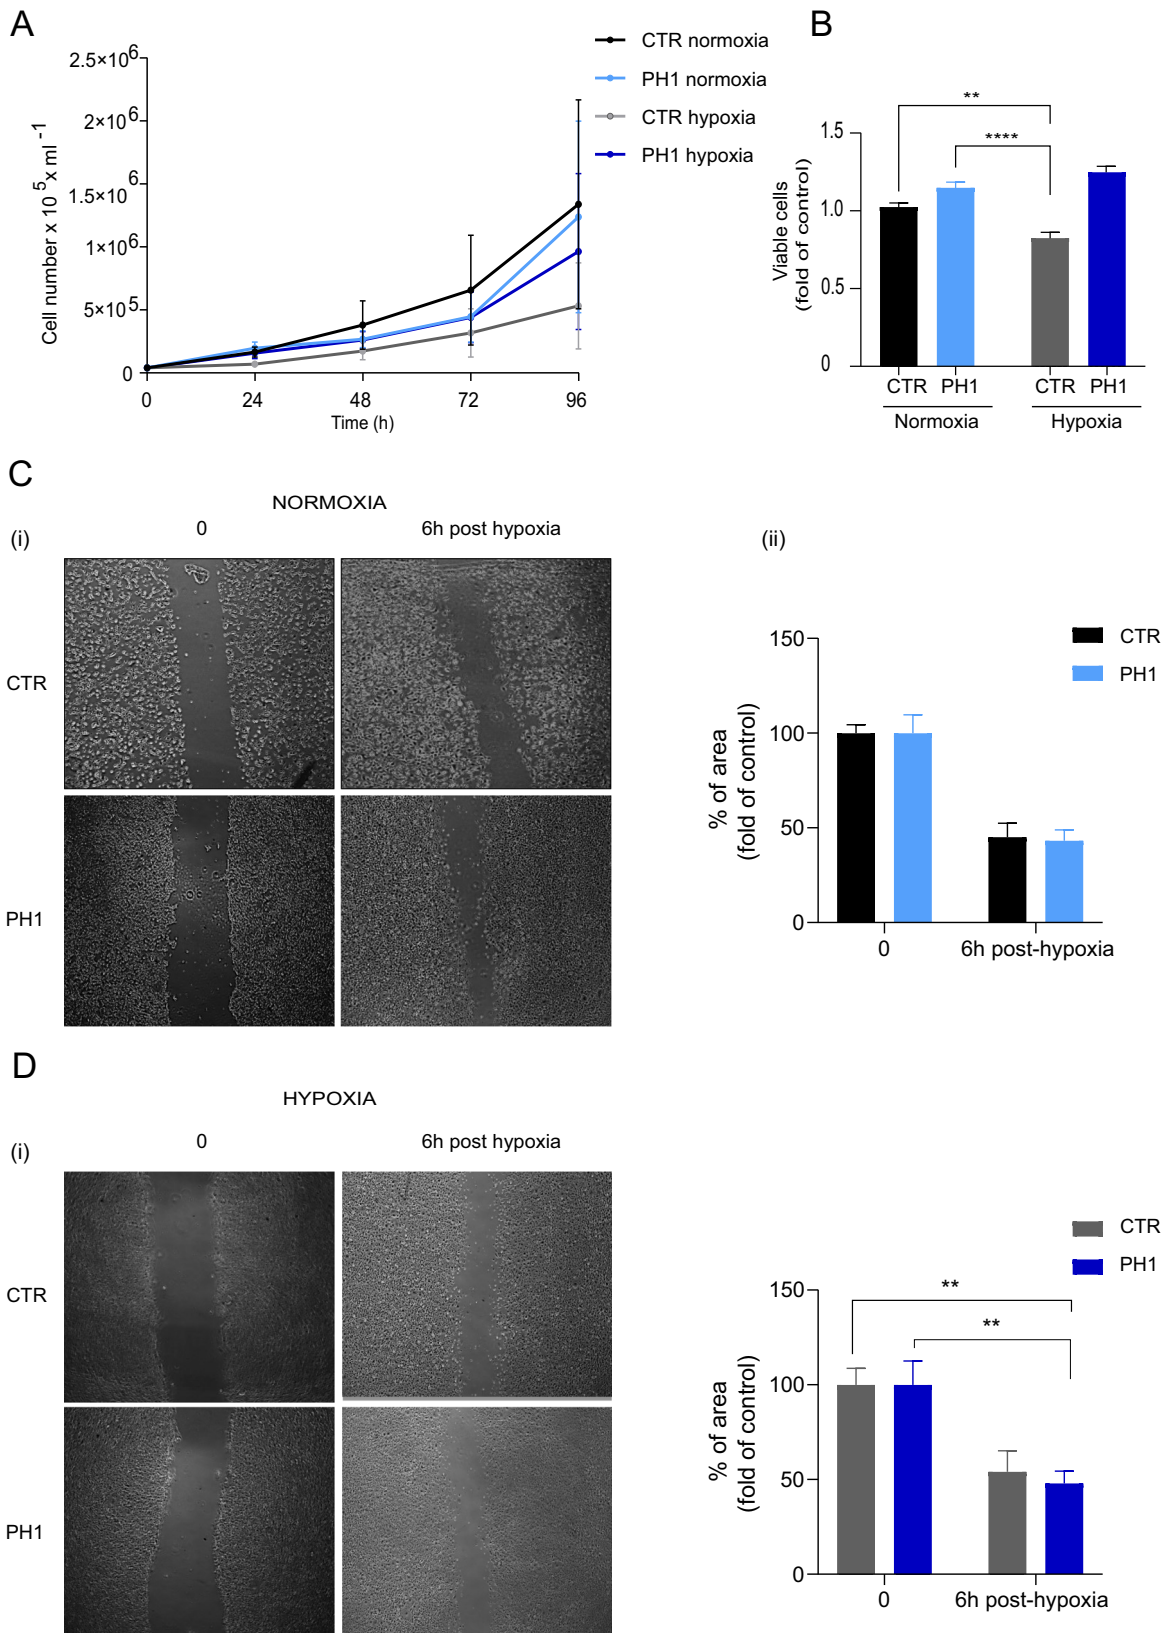 A
CTR normoxia
PH1 normoxia
CTR hypoxia
PH1 hypoxia
Cell number x 10 5 x ml -1
2.5×10 6
2×10 6
1.5×10 6
1×10 6
5×10 5
0
0 24 48 72 96
Time (h)
B
** 
****
Viable cells
(fold of control)
1.5
1.0
0.5
0
CTR PH1 CTR PH1
Normoxia Hypoxia
C
NORMOXIA
(i)
0 6h post hypoxia
CTR
PH1
(ii)
CTR
PH1
% of area
(fold of control)
150
100
50
0
0 6h post-hypoxia
D
HYPOXIA
(i)
0 6h post hypoxia
CTR
PH1
CTR
PH1
**
**
% of area
(fold of control)
150
100
50
0
0 6h post-hypoxia